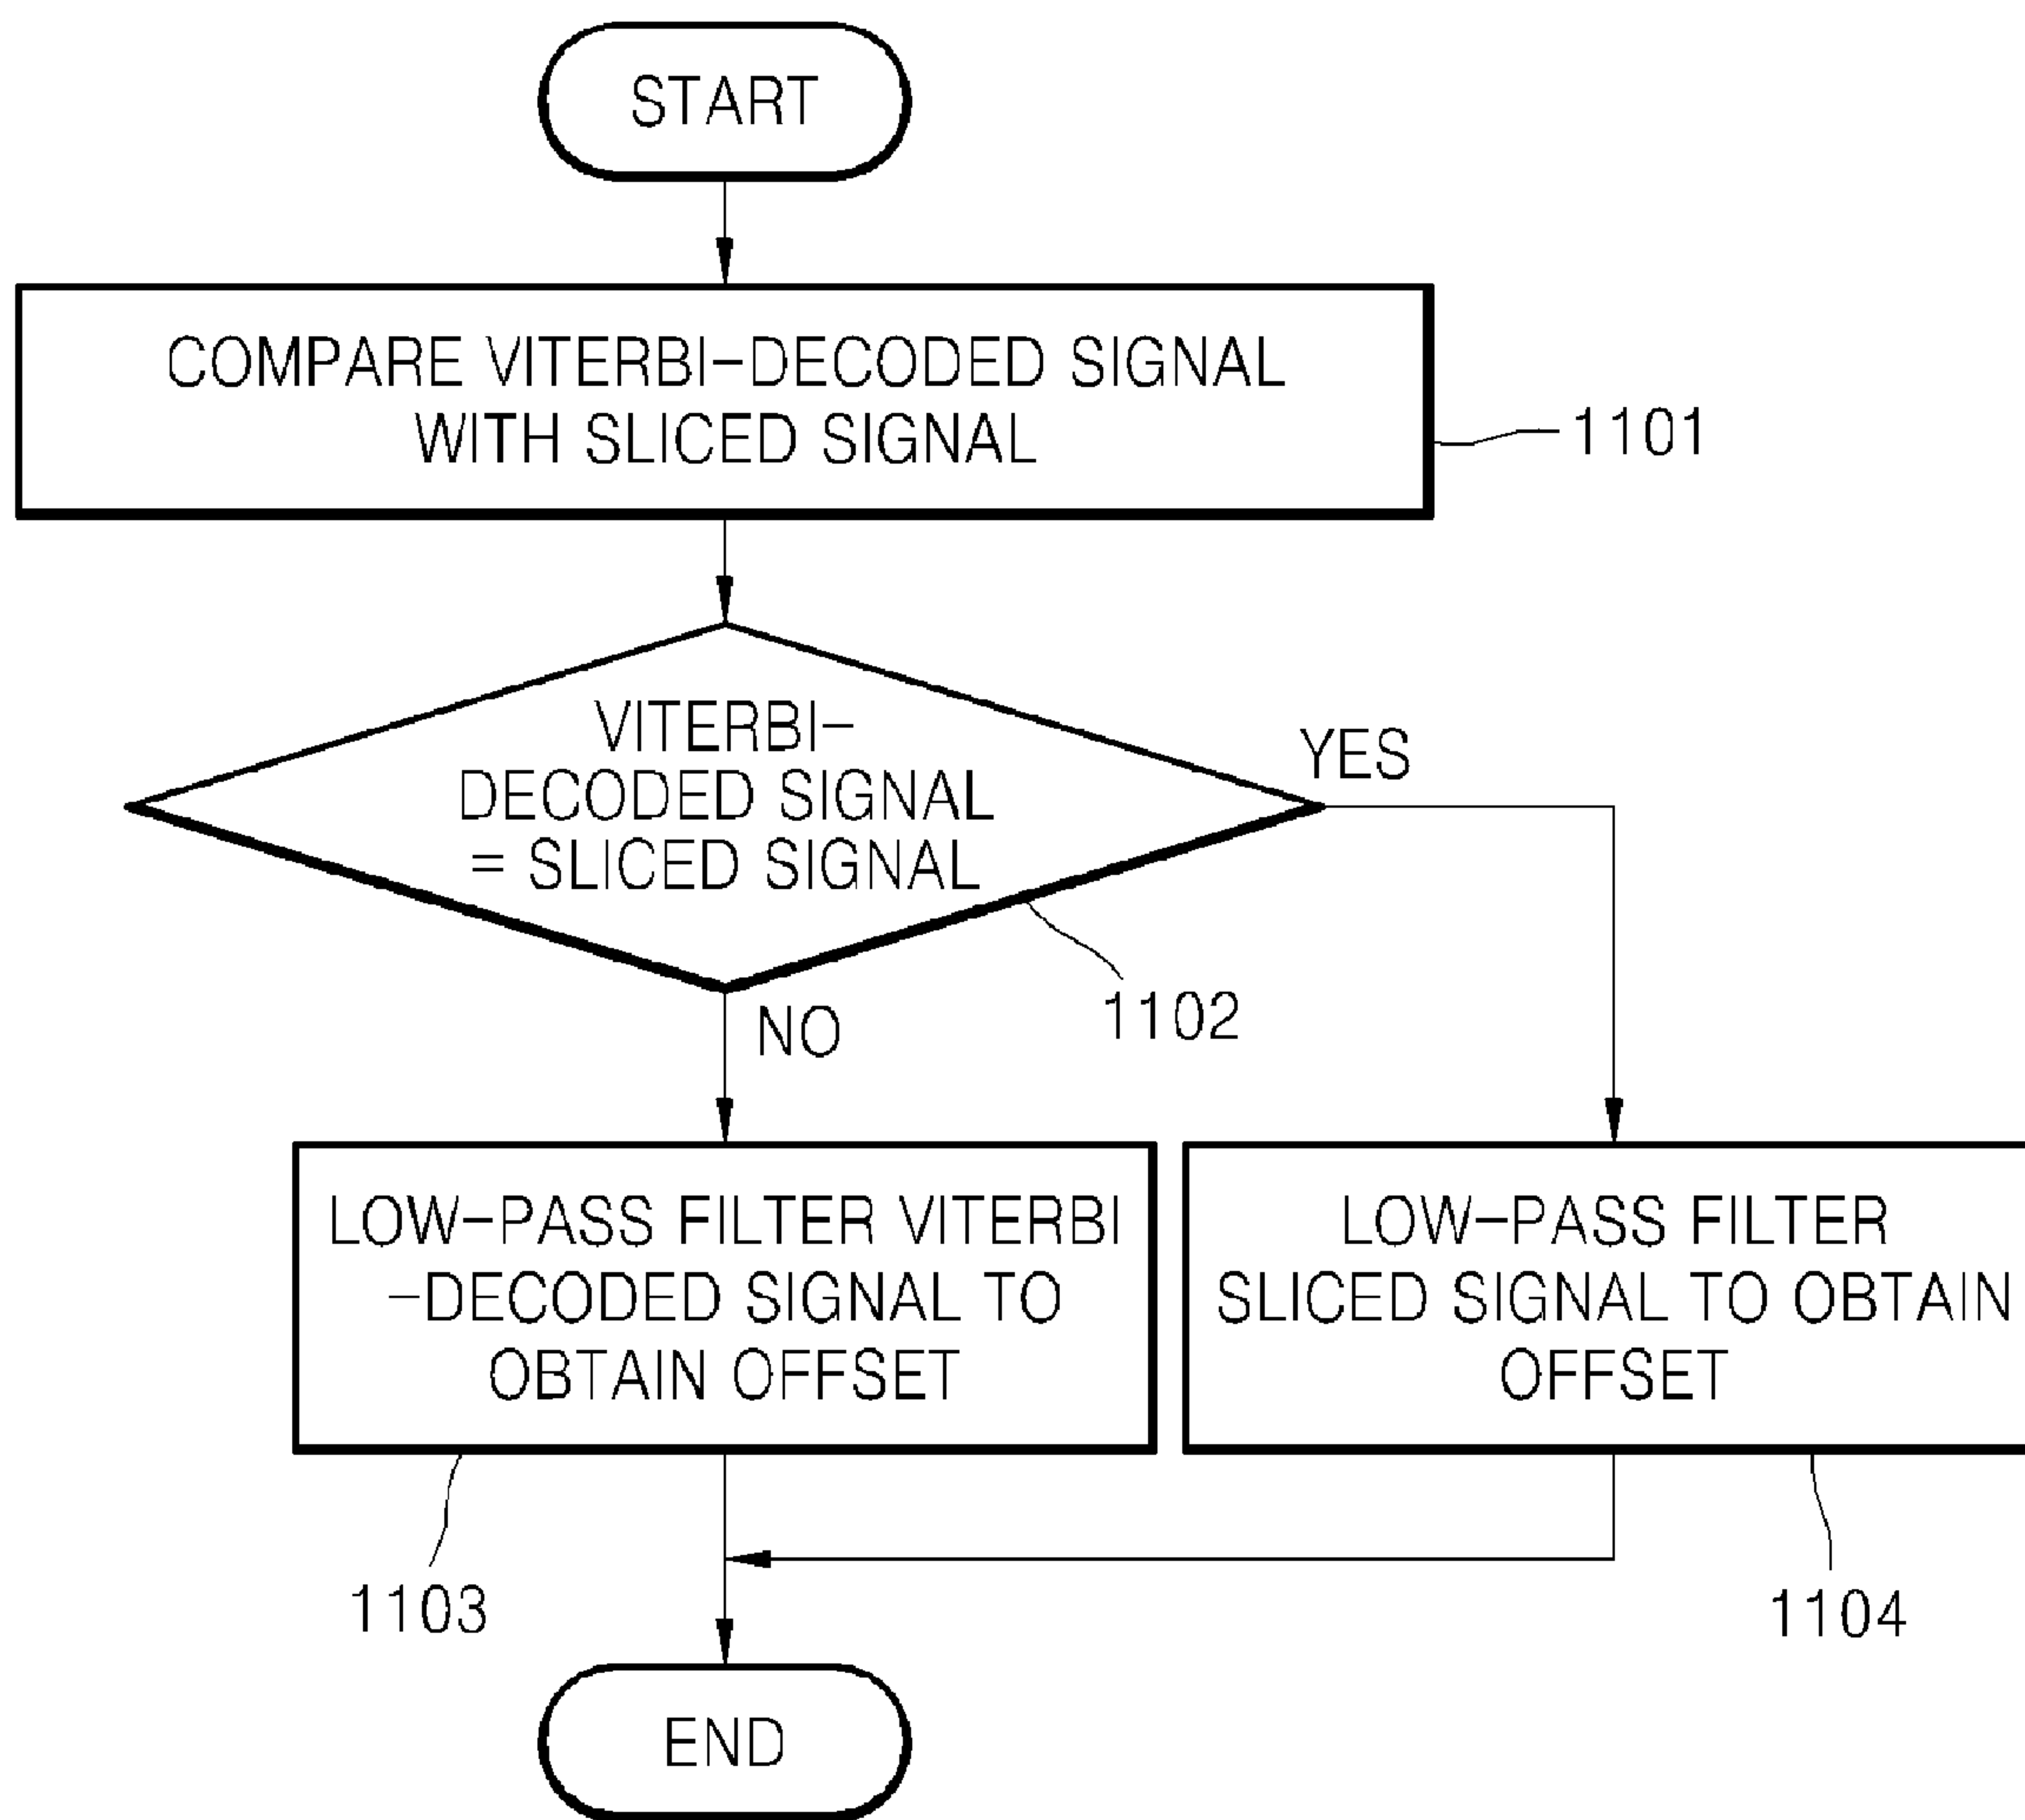 START
COMPARE VITERBI-DECODED SIGNAL
WITH SLICED SIGNAL
1101
VITERBI-
DECODED SIGNAL
= SLICED SIGNAL
YES
1102
NO
LOW-PASS FILTER VITERBI
-DECODED SIGNAL TO
OBTAIN OFFSET
LOW-PASS FILTER
SLICED SIGNAL TO OBTAIN
OFFSET
1103
1104
END